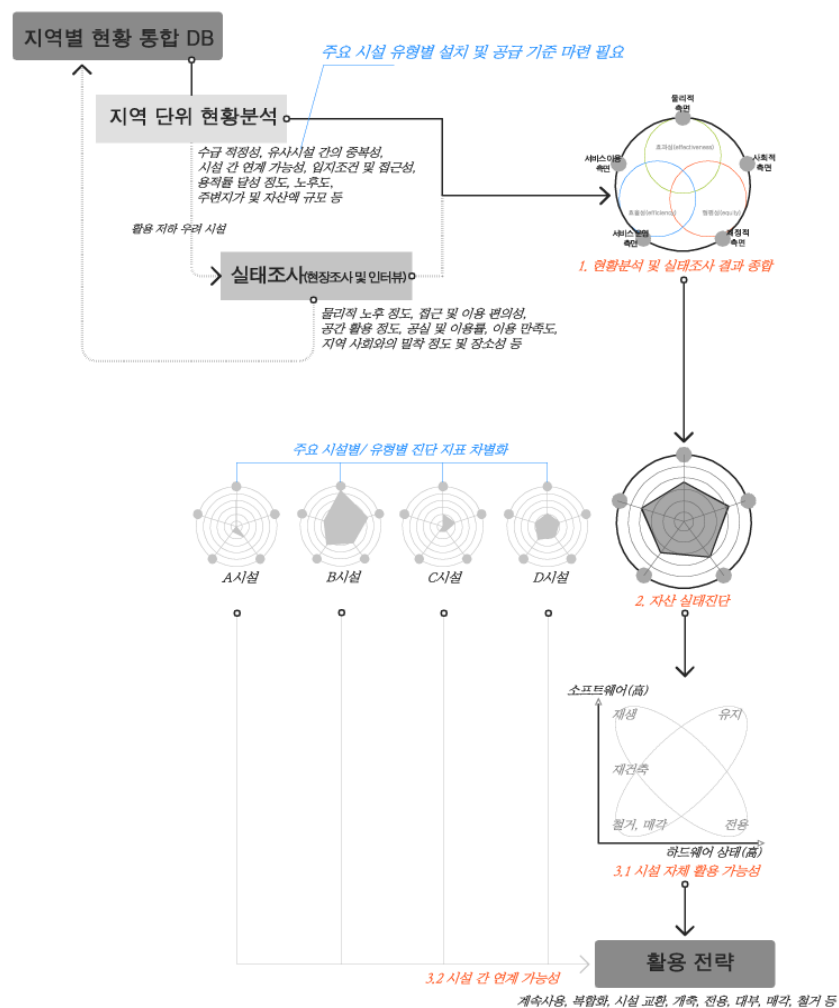 지역별 현황 통합 DB
주요 시설 유형별 설치 및 공급 기준 마련 필요
지역 단위 현황분석
수급 적정성, 유사시설 간의 중복성,
시설 간 연계 가능성, 입지조건 및 접근성,
용적률 달성 정도, 노후도,
주변지가 및 자산액 규모 등
활용 저하 우려 시설
실태조사(현장조사 및 인터뷰)
물리적 노후 정도, 접근 및 이용 편의성,
공간 활용 정도, 공실 및 이용률, 이용 만족도,
지역 사회와의 밀착 정도 및 장소성 등
물리적
측면
효과성(effectiveness)
서비스 이용
측면
사회적
측면
효율성(efficiency)
형평성(equity)
서비스 운영
측면
재정적
측면
1. 현황분석 및 실태조사 결과 종합
주요 시설별/ 유형별 진단 지표 차별화
A시설
B시설
C시설
D시설
2. 자산 실태진단
소프트웨어(高)
재생
유지
재건축
철거, 매각
전용
하드웨어 상태(高)
3.1 시설 자체 활용 가능성
3.2 시설 간 연계 가능성
활용 전략
계속사용, 복합화, 시설 교환, 개축, 전용, 대부, 매각, 철거 등